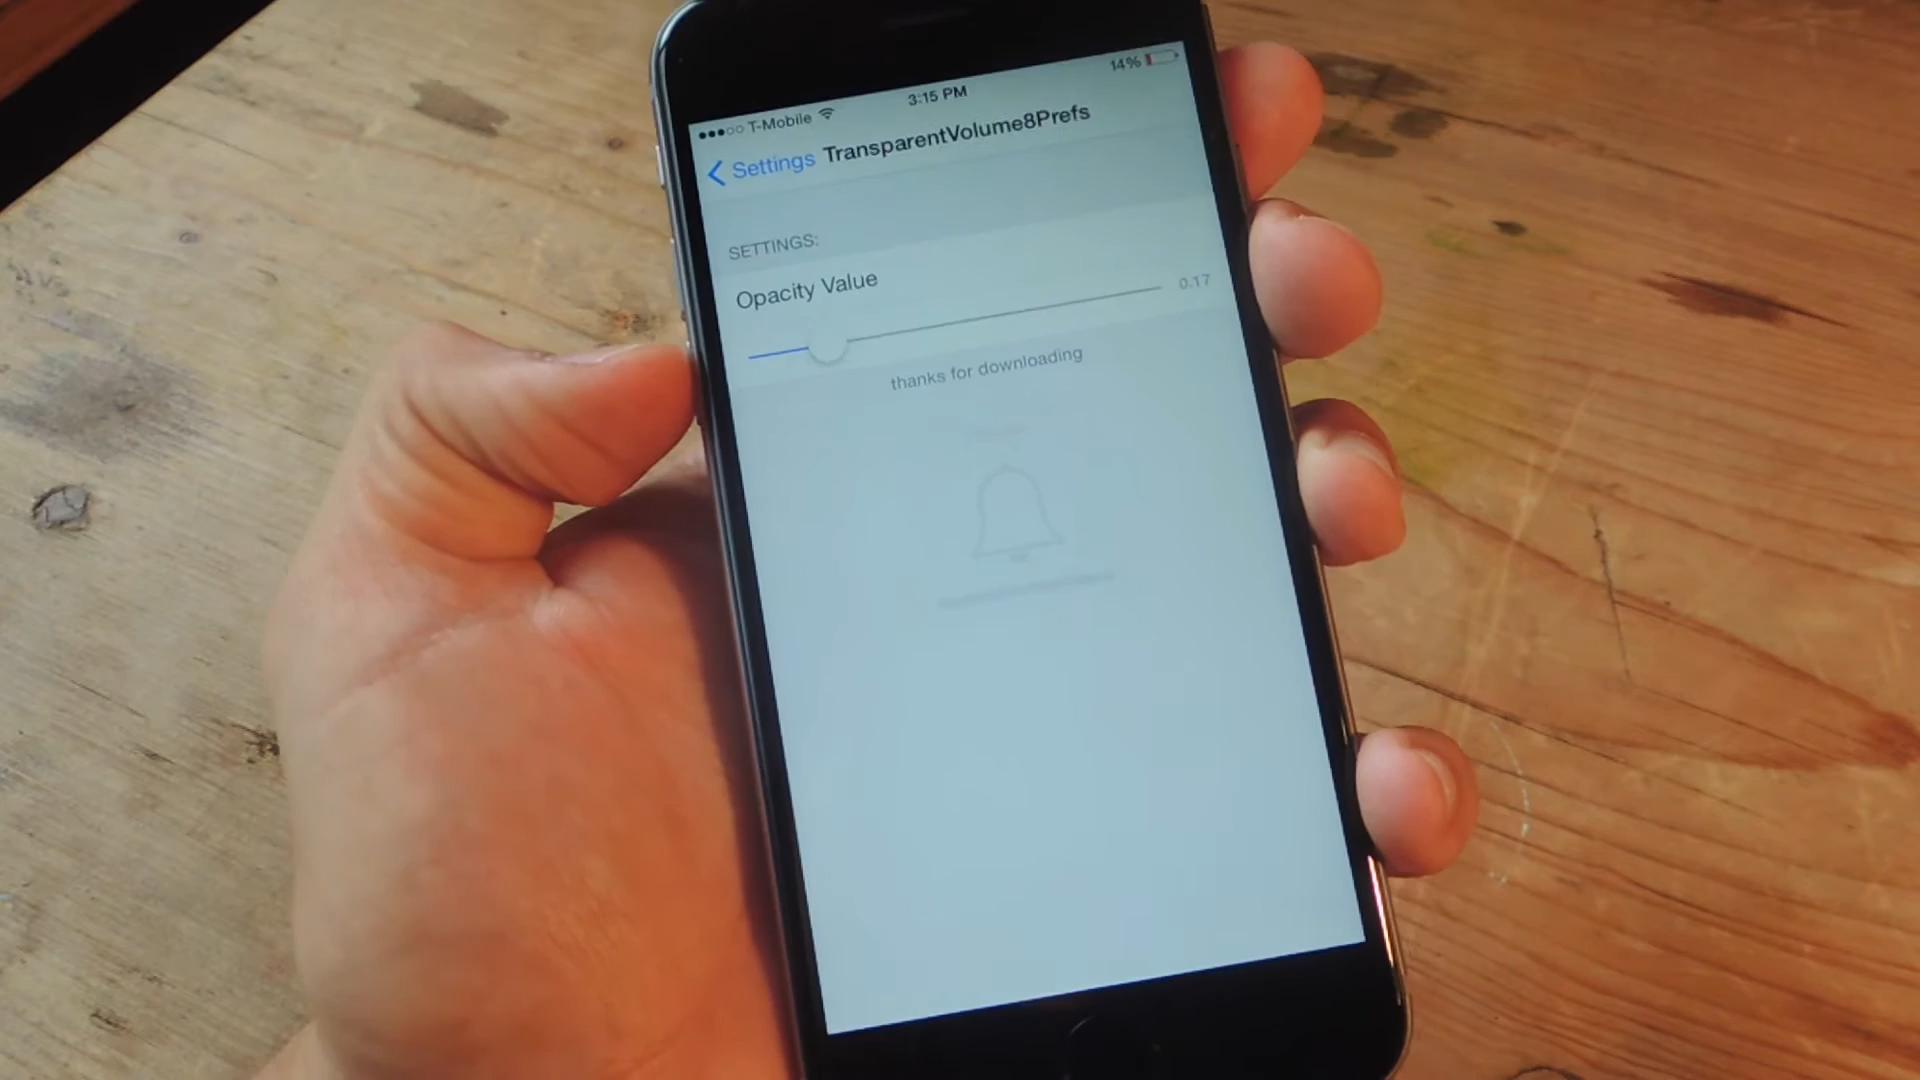 3:15 PM
14%
T-Mobile
Settings
TransparentVolume8Prefs
SETTINGS:
Opacity Value
0.17
thanks for downloading